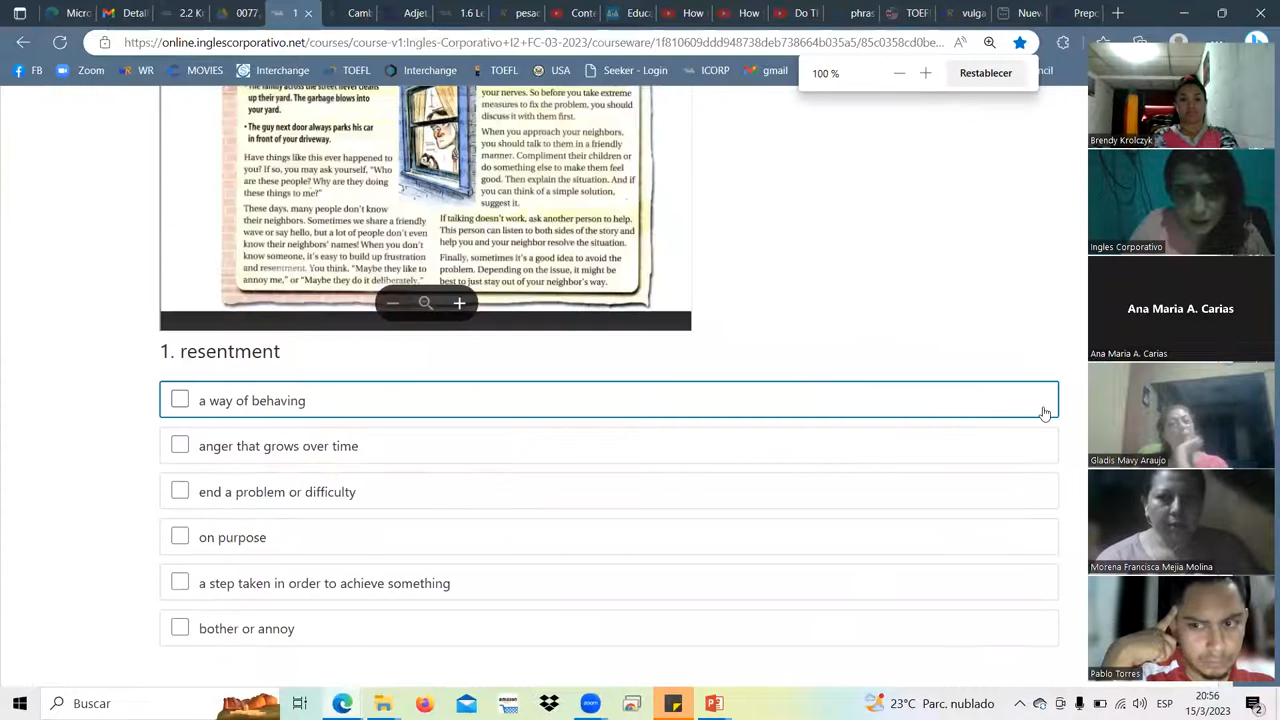 Micro
Detal
2.2 K
0077
1
Caml
Adjet
1.6 Le
pesac
Conte
Educ
How
How
Do Tl
phras
TOEF
vulga
Nuev
Prepo
https://online.inglescorporativo.net/courses/course-v1:Ingles-Corporativo+I2+FC-03-2023/courseware/1f810609ddd948738deb738664b035a5/85c0358cd0be...
FB
Zoom
WR
MOVIES
Interchange
TOEFL
Interchange
TOEFL
USA
Seeker - Login
ICORP
gmail
ncil
100 %
Restablecer
• The family across the street never cleans
up their yard. The garbage blows into
your yard.
• The guy next door always parks his car
in front of your driveway.
Have things like this ever happened to
you? If so, you may ask yourself, "Who
are these people? Why are they doing
these things to me?"
These days, many people don't know
their neighbors. Sometimes we share a friendly
wave or say hello, but a lot of people don't even
know their neighbors' names! When you don't
know someone, it's easy to build up frustration
and resentment. You think, "Maybe they like to
annoy me," or "Maybe they do it deliberately."
your nerves. So before you take extreme
measures to fix the problem, you should
discuss it with them first.
When you approach your neighbors,
you should talk to them in a friendly
manner. Compliment their children or
do something else to make them feel
good. Then explain the situation. And if
you can think of a simple solution,
suggest it.
If talking doesn't work, ask another person to help.
This person can listen to both sides of the story and
help you and your neighbor resolve the situation.
Finally, sometimes it's a good idea to avoid the
problem. Depending on the issue, it might be
best to just stay out of your neighbor's way.
1. resentment
a way of behaving
anger that grows over time
end a problem or difficulty
on purpose
a step taken in order to achieve something
bother or annoy
Brendy Krolczyk
Ingles Corporativo
Ana Maria A. Carias
Ana Maria A. Carias
Gladis Mavy Araujo
Morena Francisca Mejia Molina
Pablo Torres
Buscar
amazon
zoom
23°C Parc. nublado
ESP
20:56
15/3/2023
2